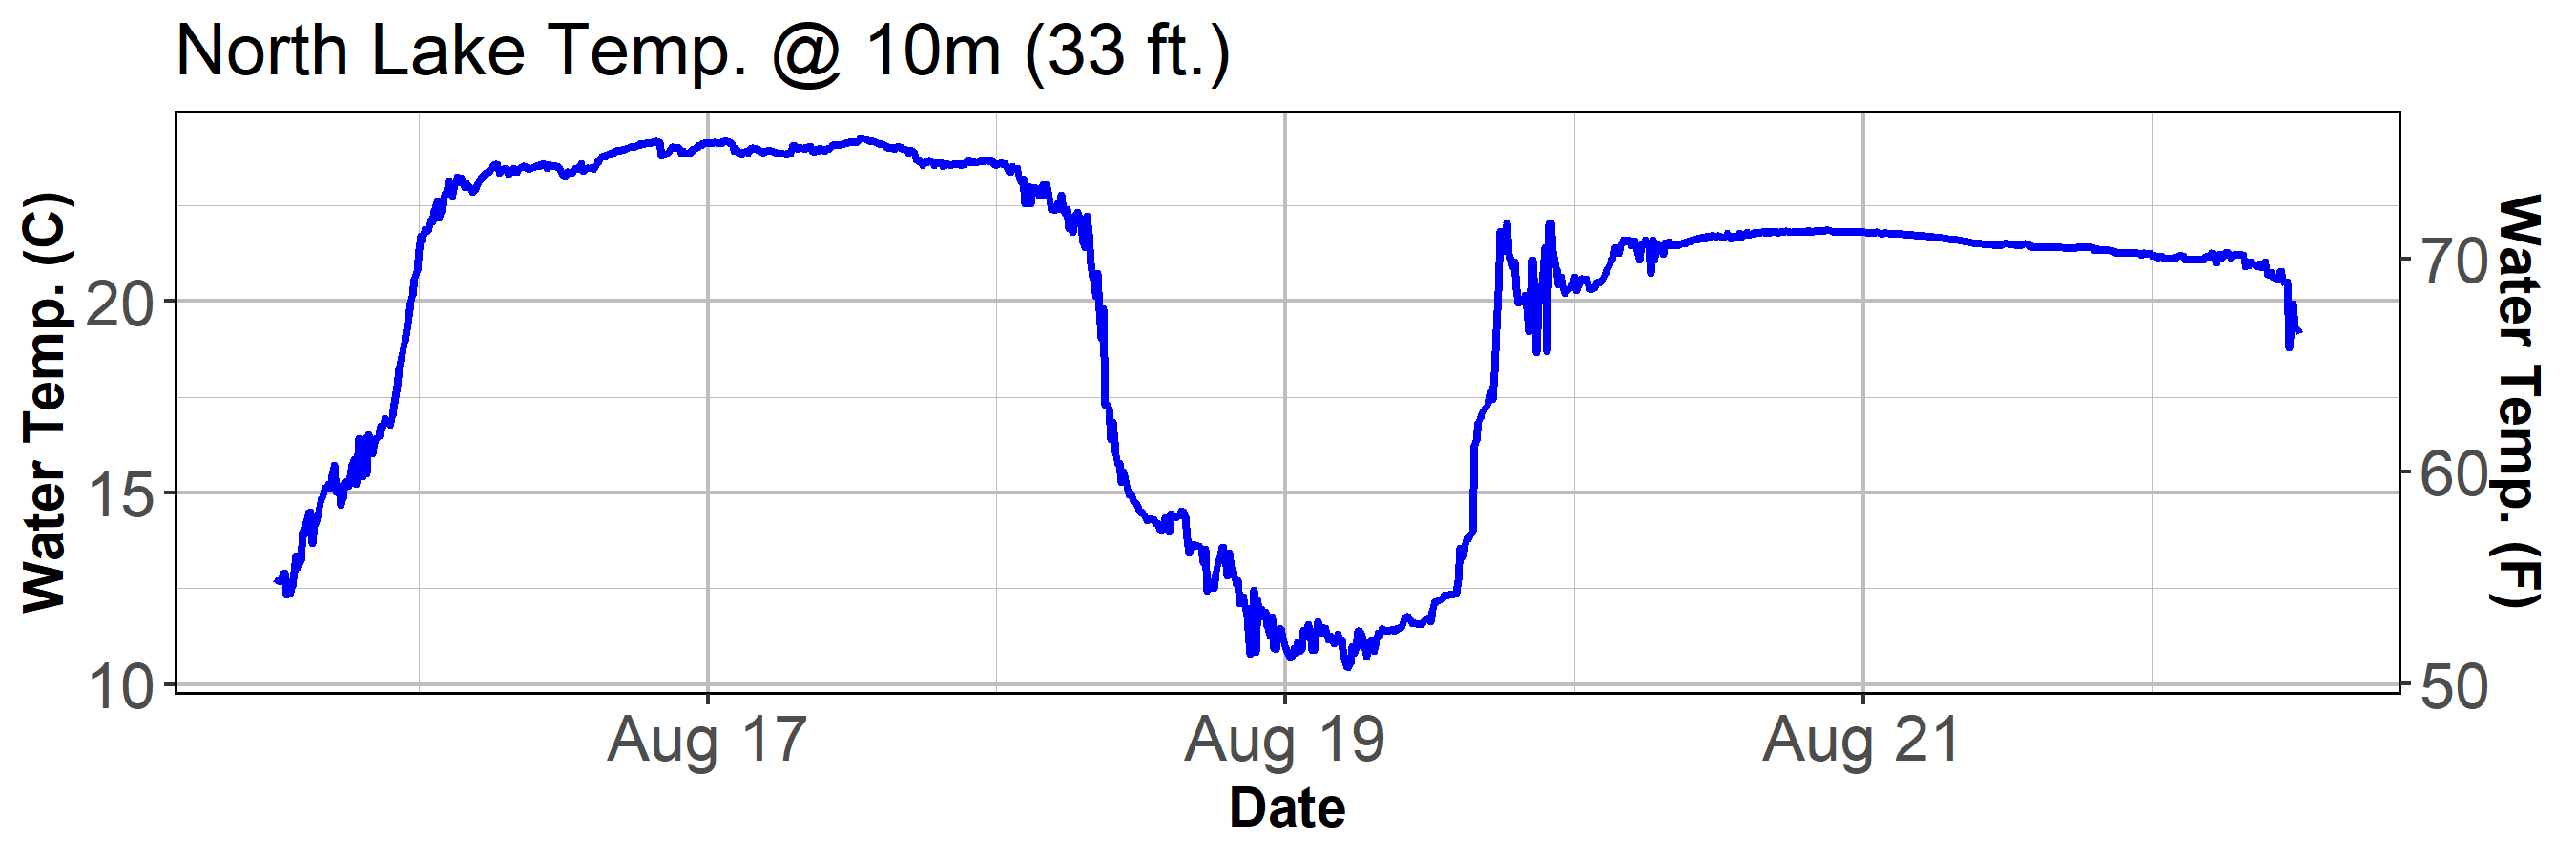 North Lake Temp. @ 10m (33 ft.)
Water Temp. (C)
20
15
10
70
60
50
Water Temp. (F)
Aug 17
Aug 19
Aug 21
Date